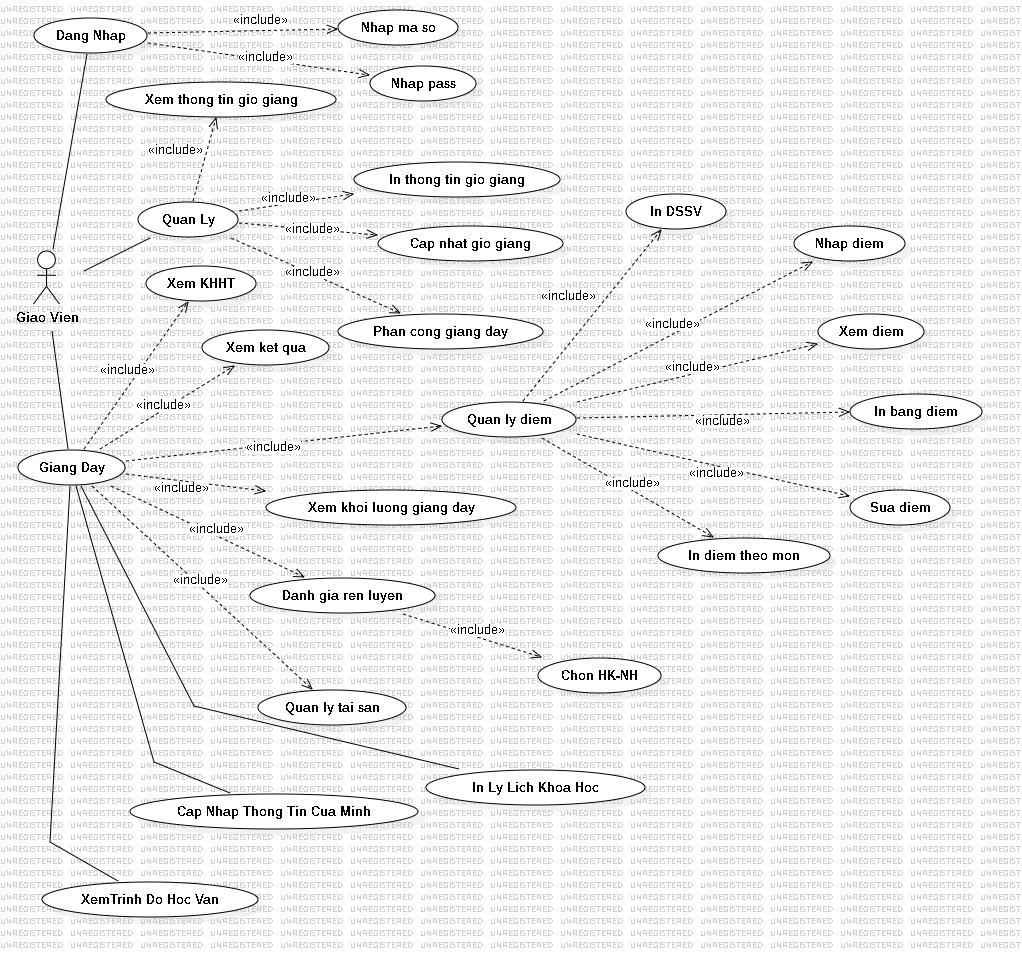 Dang Nhap
«include»
Nhap ma so
«include»
Nhap pass
Xem thong tin gio giang
«include»
In thong tin gio giang
«include»
Quan Ly
«include»
Cap nhat gio giang
In DSSV
Nhap diem
«include»
Xem KHHT
«include»
Giao Vien
Phan cong giang day
«include»
Xem diem
Xem ket qua
«include»
«include»
«include»
Quan ly diem
In bang diem
«include»
«include»
Giang Day
«include»
«include»
«include»
Xem khoi luong giang day
Sua diem
«include»
In diem theo mon
«include»
Danh gia ren luyen
«include»
Chon HK-NH
Quan ly tai san
In Ly Lich Khoa Hoc
Cap Nhap Thong Tin Cua Minh
XemTrinh Do Hoc Van
UNREGISTERED